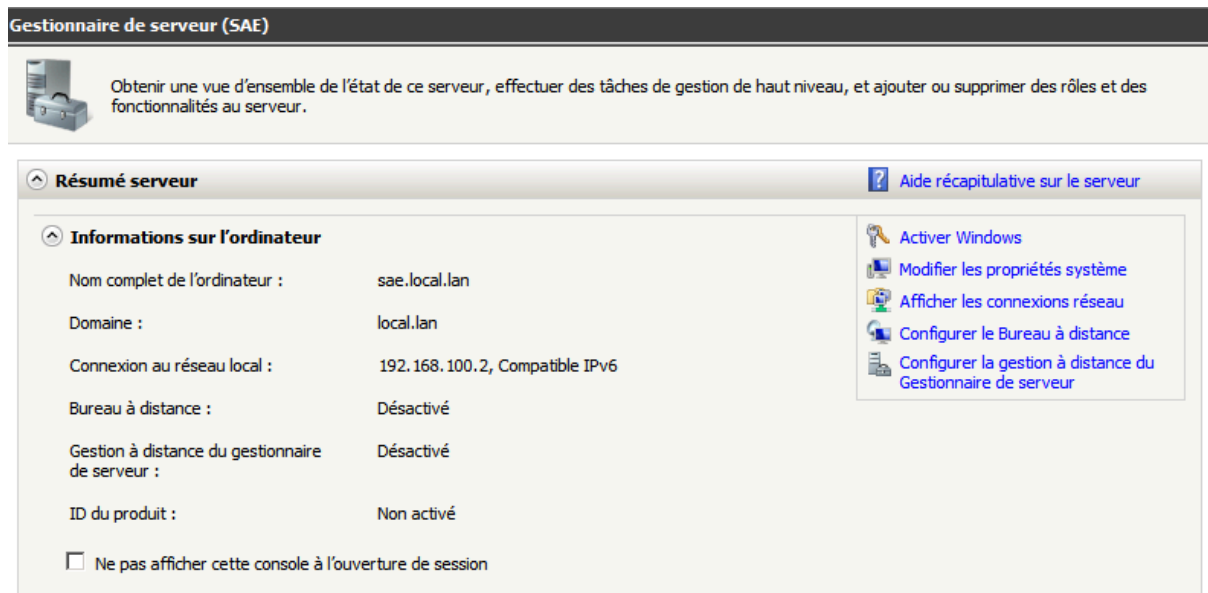 Gestionnaire de serveur (SAE)
Obtenir une vue d'ensemble de l'état de ce serveur, effectuer des tâches de gestion de haut niveau, et ajouter ou supprimer des rôles et des
fonctionnalités au serveur.
Résumé serveur
Aide récapitulative sur le serveur
Informations sur l'ordinateur
Nom complet de l'ordinateur : sae.local.lan
Domaine : local.lan
Connexion au réseau local : 192.168.100.2, Compatible IPv6
Bureau à distance : Désactivé
Gestion à distance du gestionnaire Désactivé
de serveur :
ID du produit : Non activé
Ne pas afficher cette console à l'ouverture de session
Activer Windows
Modifier les propriétés système
Afficher les connexions réseau
Configurer le Bureau à distance
Configurer la gestion à distance du
Gestionnaire de serveur